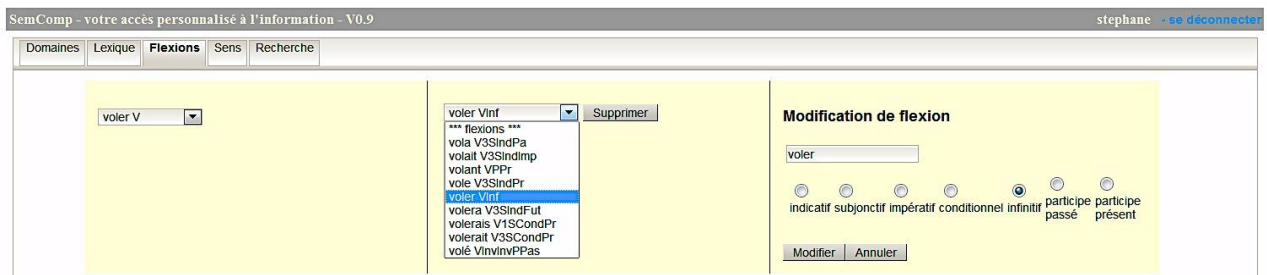 SemComp - votre accès personnalisé à l'information - V0.9
stephane - se déconnecter
Domaines Lexique Flexions Sens Recherche
voler V
voler VInf Supprimer
*** flexions ***
vola V3SIndPa
volait V3SIndImp
volant VPPr
vole V3SIndPr
voler VInf
volera V3SIndFut
volerais V1SCondPr
volerait V3SCondPr
volé VInvInvPPas
Modification de flexion
voler
indicatif subjonctif impératif conditionnel infinitif participe passé participe présent
Modifier Annuler